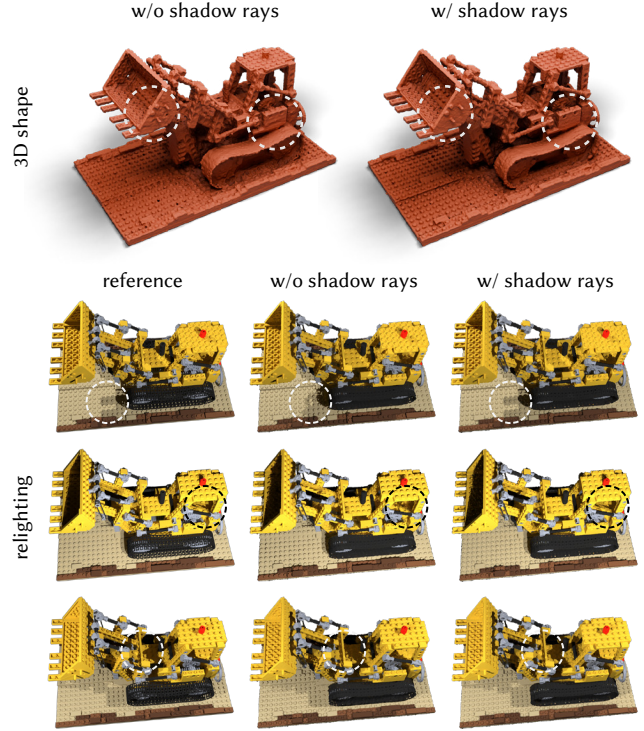 w/o shadow rays
w/ shadow rays
3D shape
reference
w/o shadow rays
w/ shadow rays
relighting